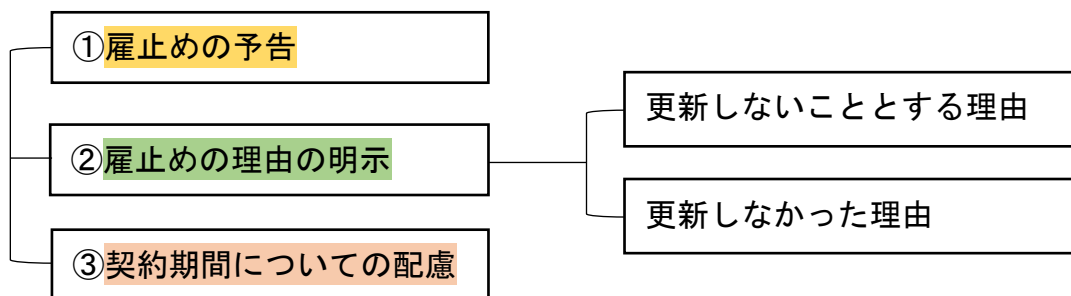 ①雇止めの予告
②雇止めの理由の明示
③契約期間についての配慮
更新しないこととする理由
更新しなかった理由